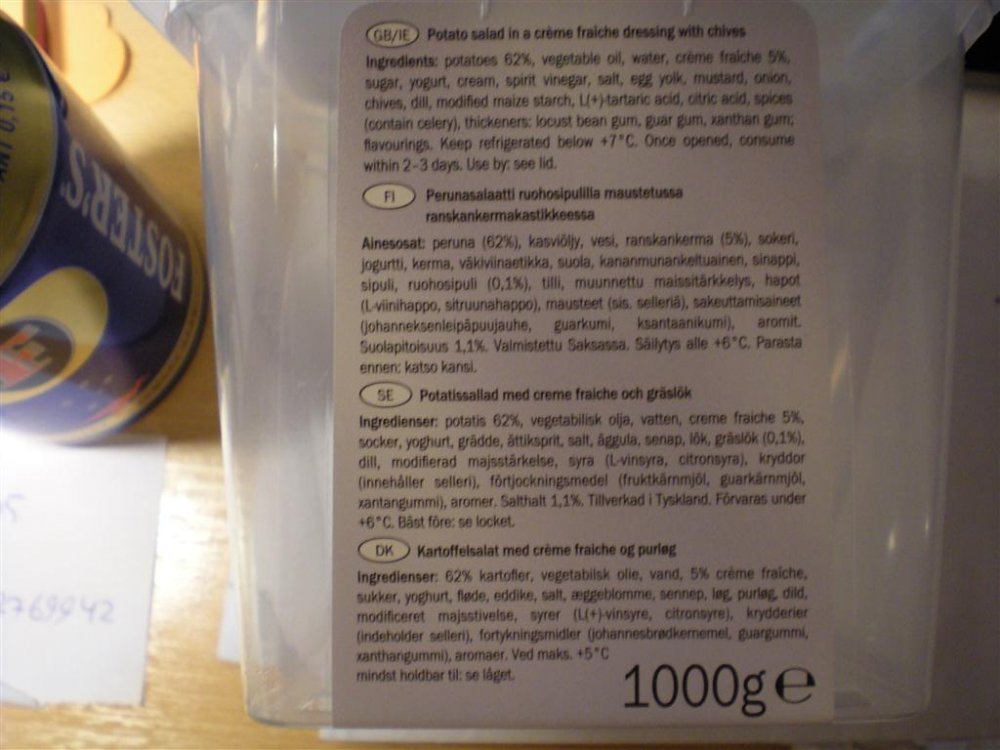 GB/IE Potato salad in a crème fraiche dressing with chives
Ingredients: potatoes 62%, vegetable oil, water, crème fraiche 5%,
sugar, yogurt, cream, spirit vinegar, salt, egg yolk, mustard, onion,
chives, dill, modified maize starch, L(+)-tartaric acid, citric acid, spices
(contain celery), thickeners: locust bean gum, guar gum, xanthan gum;
flavourings. Keep refrigerated below +7°C. Once opened, consume
within 2-3 days. Use by: see lid.
FI Perunasalaatti ruohosipulilla maustetussa
ranskankermakastikkeessa
Ainesosat: peruna (62%), kasviöljy, vesi, ranskankerma (5%), sokeri,
jogurtti, kerma, väkiviinaetikka, suola, kananmunankeltuainen, sinappi,
sipuli, ruohosipuli (0,1%), tilli, muunnettu maissitärkkelys, hapot
(L-viinihappo, sitruunahappo), mausteet (sis. selleriä), sakeuttamisaineet
(johanneksenleipäpuujauhe, guarkumi, ksantaanikumi), aromit.
Suolapitoisuus 1,1%. Valmistettu Saksassa. Säilytys alle +6°C. Parasta
ennen: katso kansi.
SE Potatissallad med creme fraiche och gräslök
Ingredienser: potatis 62%, vegetabilisk olja, vatten, creme fraiche 5%,
socker, yoghurt, grädde, ättiksprit, salt, äggula, senap, lök, gräslök (0,1%),
dill, modifierad majsstärkelse, syra (L-vinsyra, citronsyra), kryddor
(innehåller selleri), förtjockningsmedel (fruktkärnmjöl, guarkärnmjöl,
xantangummi), aromer. Salthalt 1,1%. Tillverkad i Tyskland. Förvaras under
+6°C. Bäst före: se locket.
DK Kartoffelsalat med crème fraiche og purløg
Ingredienser: 62% kartofler, vegetabilsk olie, vand, 5% crème fraiche,
sukker, yoghurt, fløde, eddike, salt, æggeblomme, sennep, løg, purløg, dild,
modificeret majsstivelse, syrer (L(+)-vinsyre, citronsyre), krydderier
(indeholder selleri), fortykningsmidler (johannesbrødkernemel, guargummi,
xanthangummi), aromaer. Ved maks. +5°C
mindst holdbar til: se låget.
1000g e
FOSTER'S
ANT 0,15 €